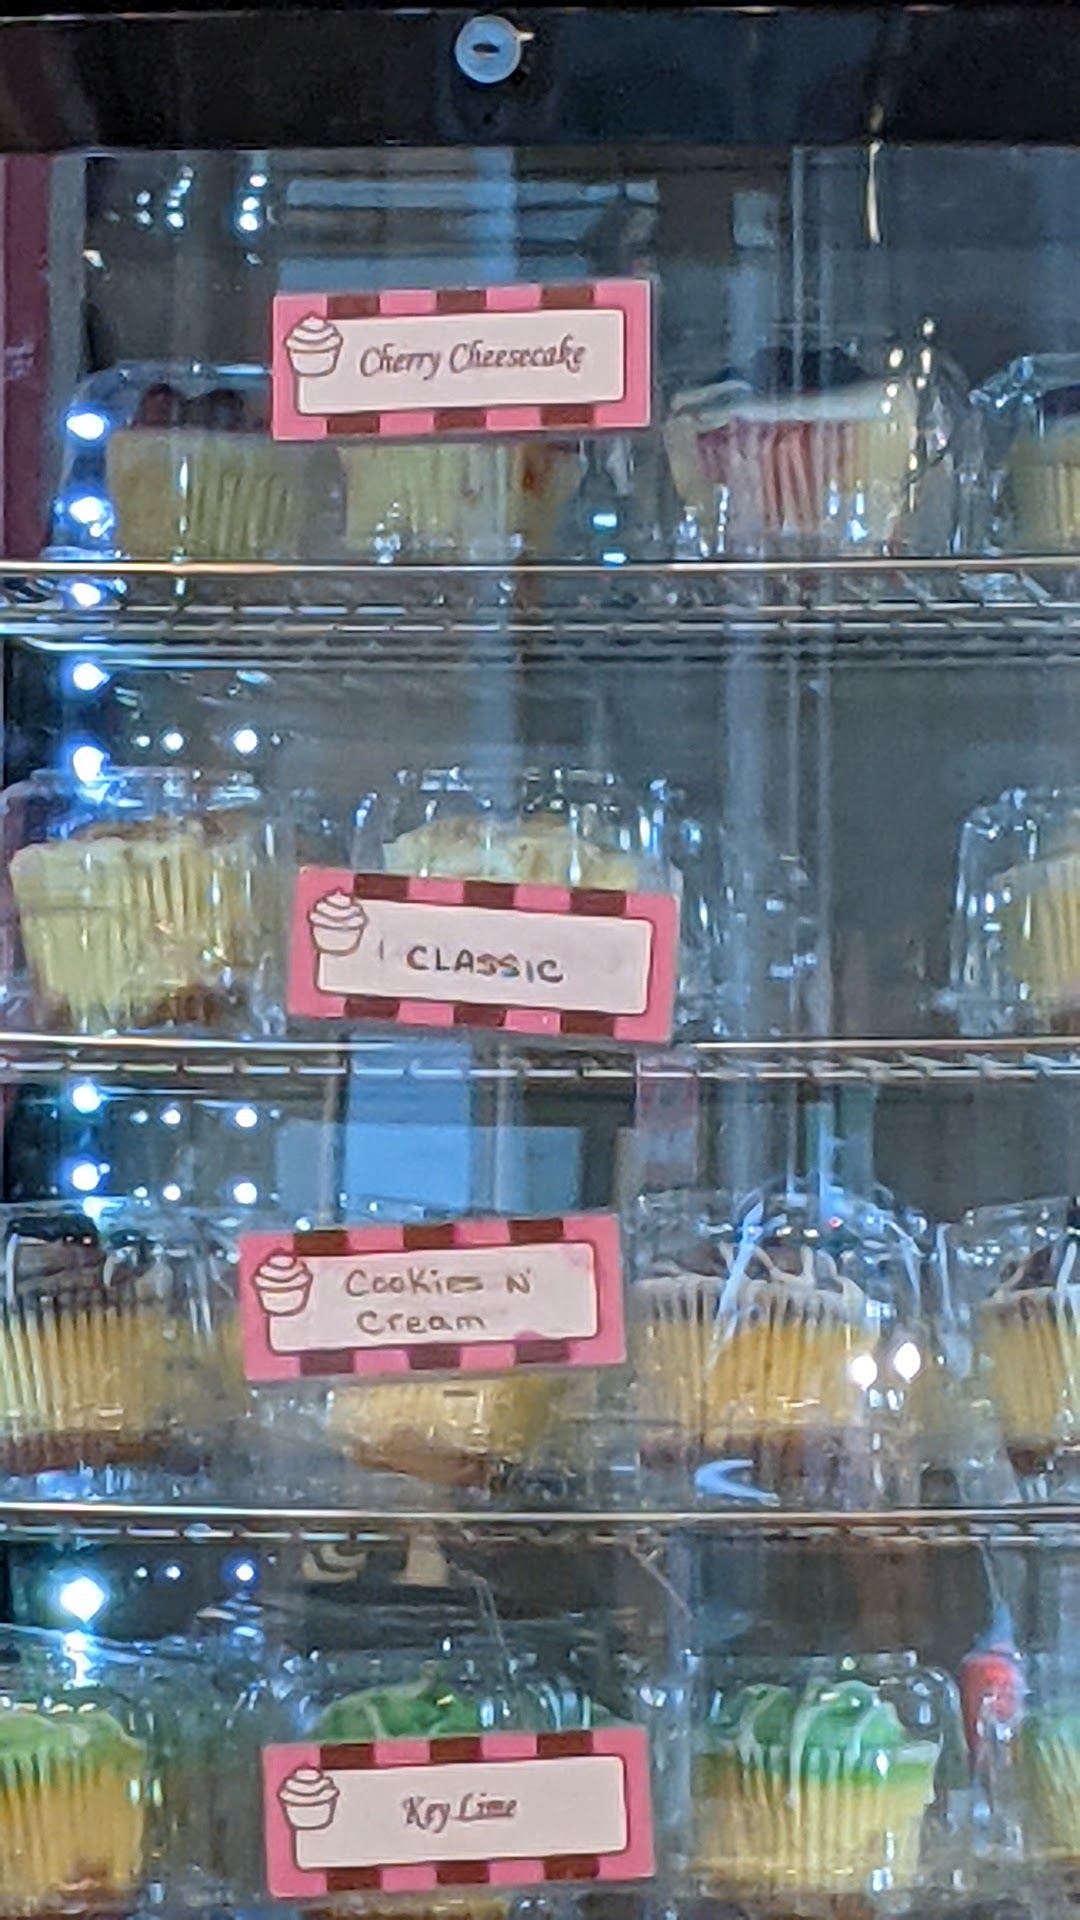 Cherry Cheesecake
CLASSIC
Cookies N'
Cream
Key Lime